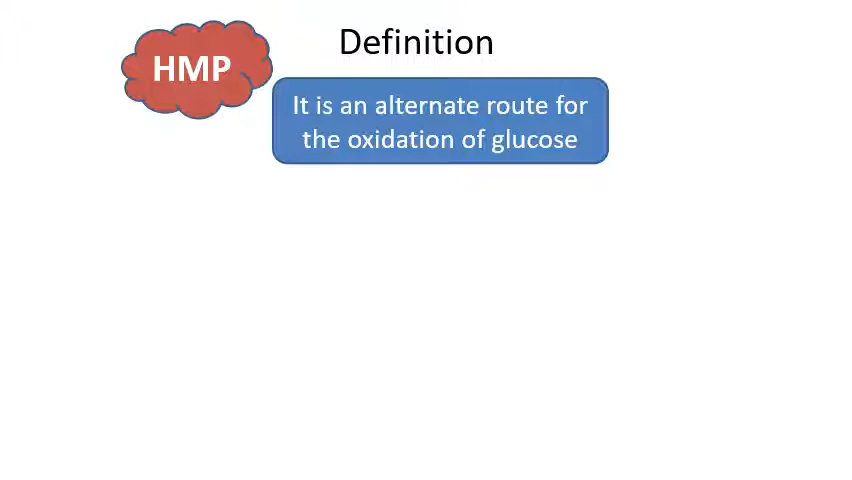 Definition
HMP
It is an alternate route for
the oxidation of glucose